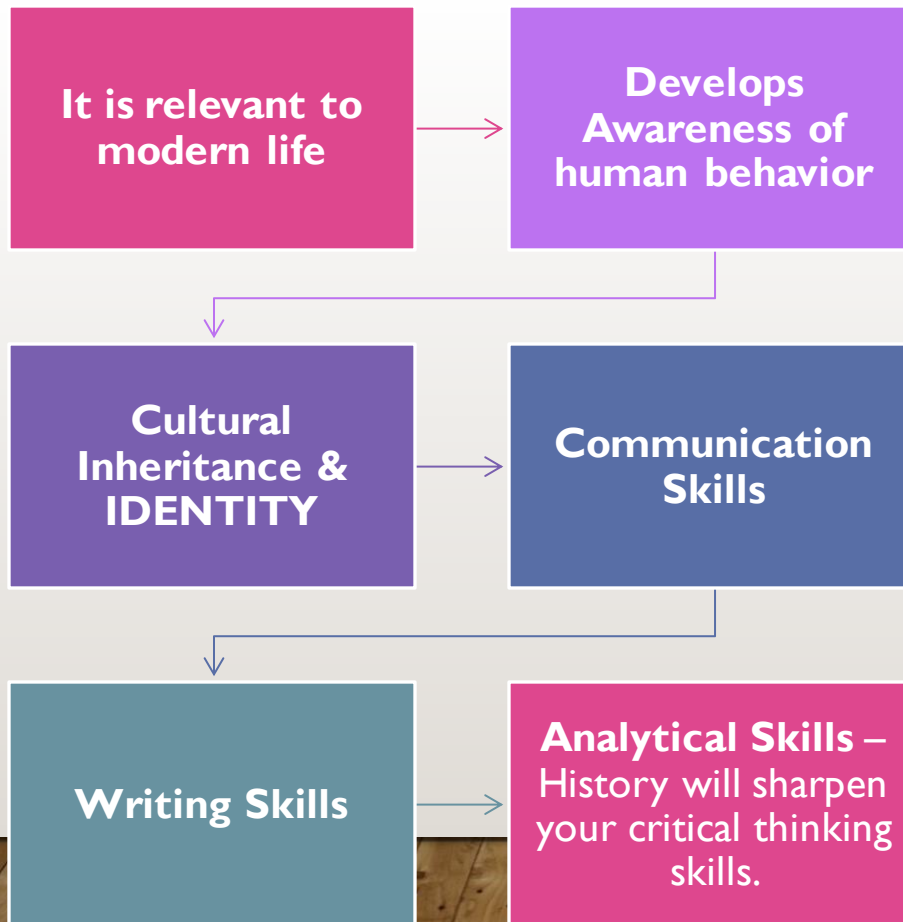 It is relevant to
modern life
Develops
Awareness of
human behavior
Cultural
Inheritance &
IDENTITY
Communication
Skills
Writing Skills
Analytical Skills –
History will sharpen
your critical thinking
skills.